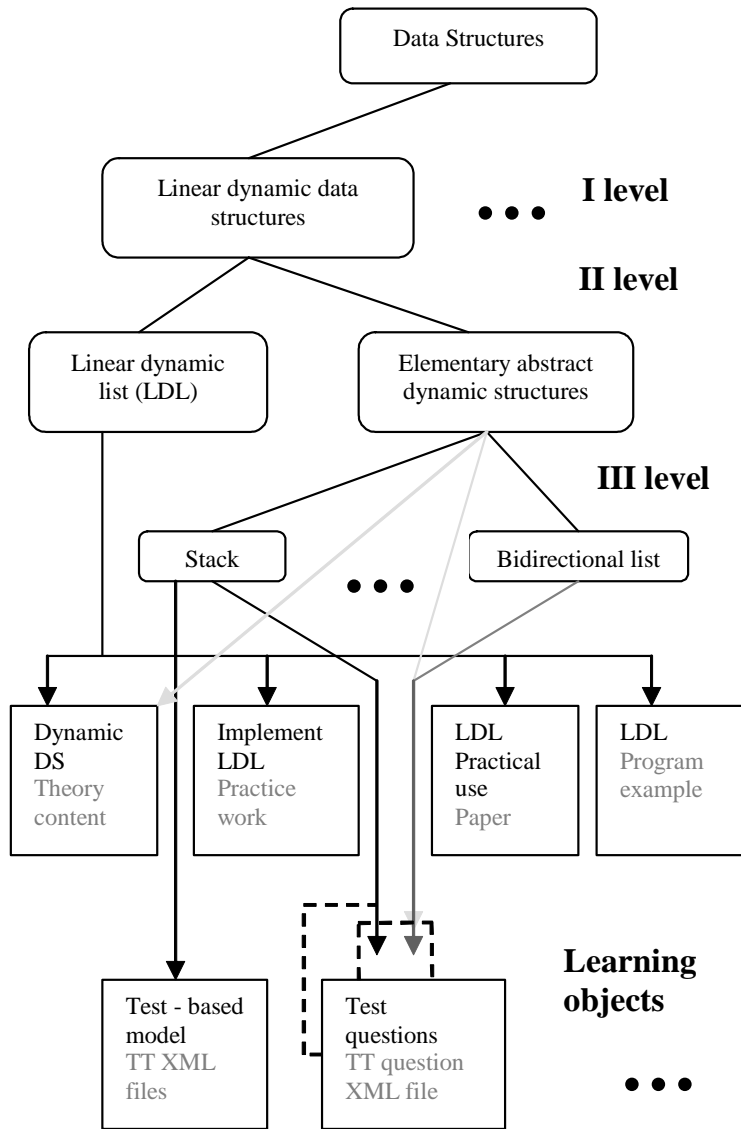 Data Structures
Linear dynamic data
structures
I level
II level
Linear dynamic
list (LDL)
Elementary abstract
dynamic structures
III level
Stack
Bidirectional list
Dynamic
DS
Theory
content
Implement
LDL
Practice
work
LDL
Practical
use
Paper
LDL
Program
example
Learning
objects
Test - based
model
TT XML
files
Test
questions
TT question
XML file